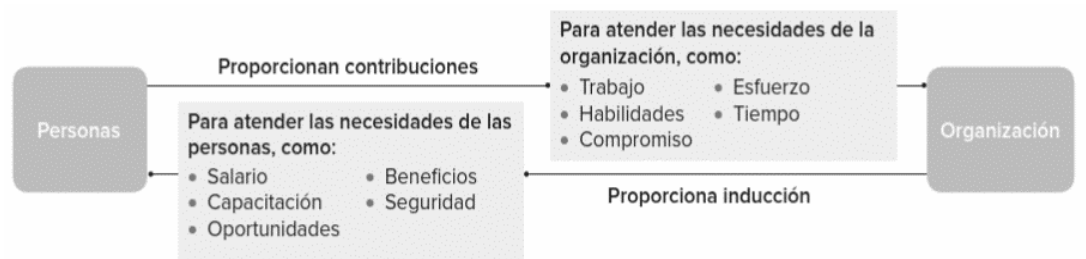 Personas
Proporcionan contribuciones
Para atender las necesidades de la
organización, como:
• Trabajo
• Habilidades
• Compromiso
• Esfuerzo
• Tiempo
Organización
Para atender las necesidades de las
personas, como:
• Salario
• Capacitación
• Oportunidades
• Beneficios
• Seguridad
Proporciona inducción